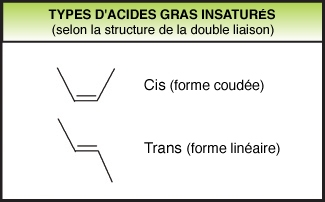 TYPES D'ACIDES GRAS INSATURÉS
(selon la structure de la double liaison)
Cis (forme coudée)
Trans (forme linéaire)